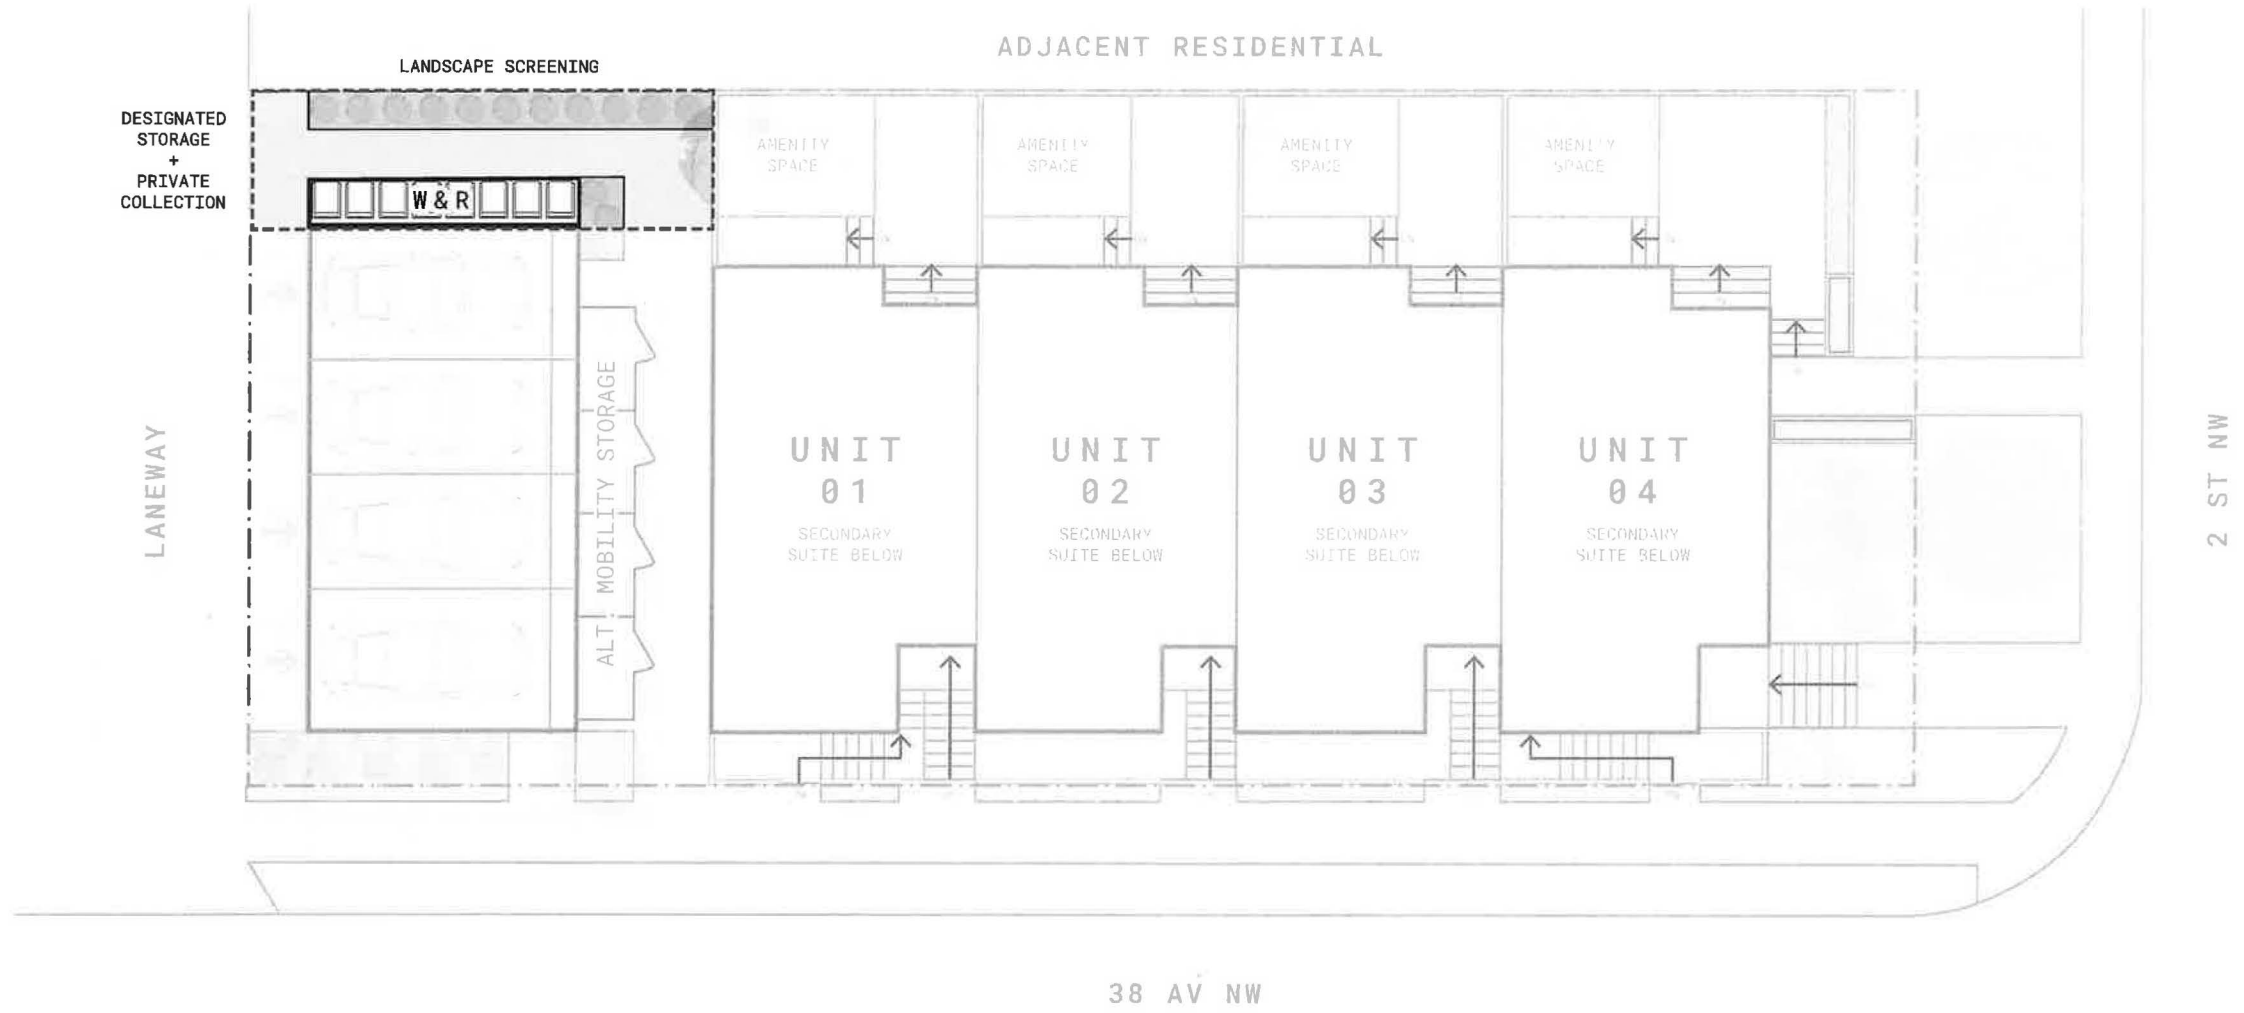 ADJACENT RESIDENTIAL
LANDSCAPE SCREENING
DESIGNATED
STORAGE
+
PRIVATE
COLLECTION
W & R
AMENITY
SPACE
AMENITY
SPACE
AMENITY
SPACE
AMENITY
SPACE
LANEWAY
ALT. MOBILITY STORAGE
UNIT
01
SECONDARY
SUITE BELOW
UNIT
02
SECONDARY
SUITE BELOW
UNIT
03
SECONDARY
SUITE BELOW
UNIT
04
SECONDARY
SUITE BELOW
2 ST NW
38 AV NW